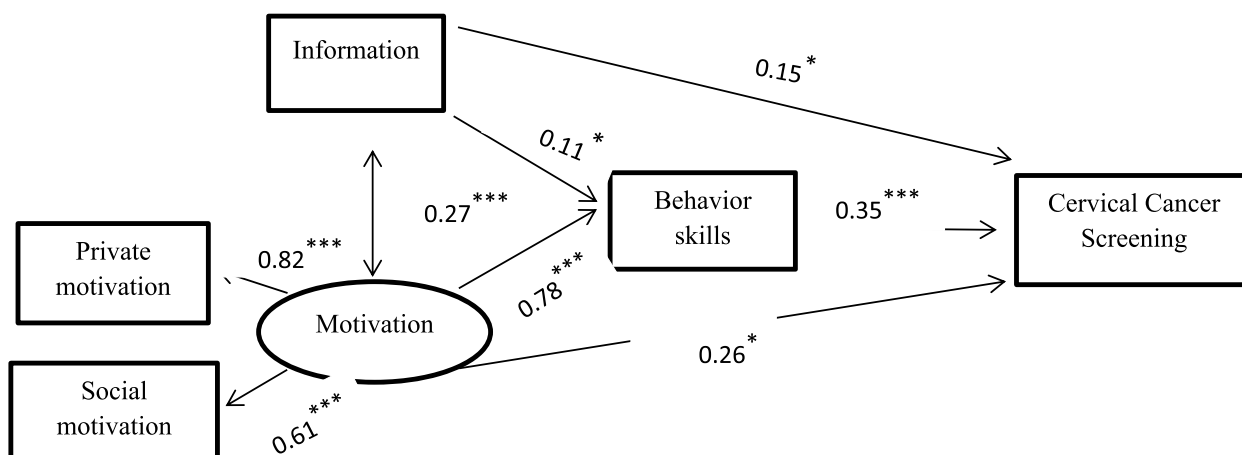 Information
0.15*
0.11 *
0.27***
Behavior
skills
0.35***
Cervical Cancer
Screening
Private
motivation
0.82***
0.78***
Motivation
0.26*
Social
motivation
0.61***